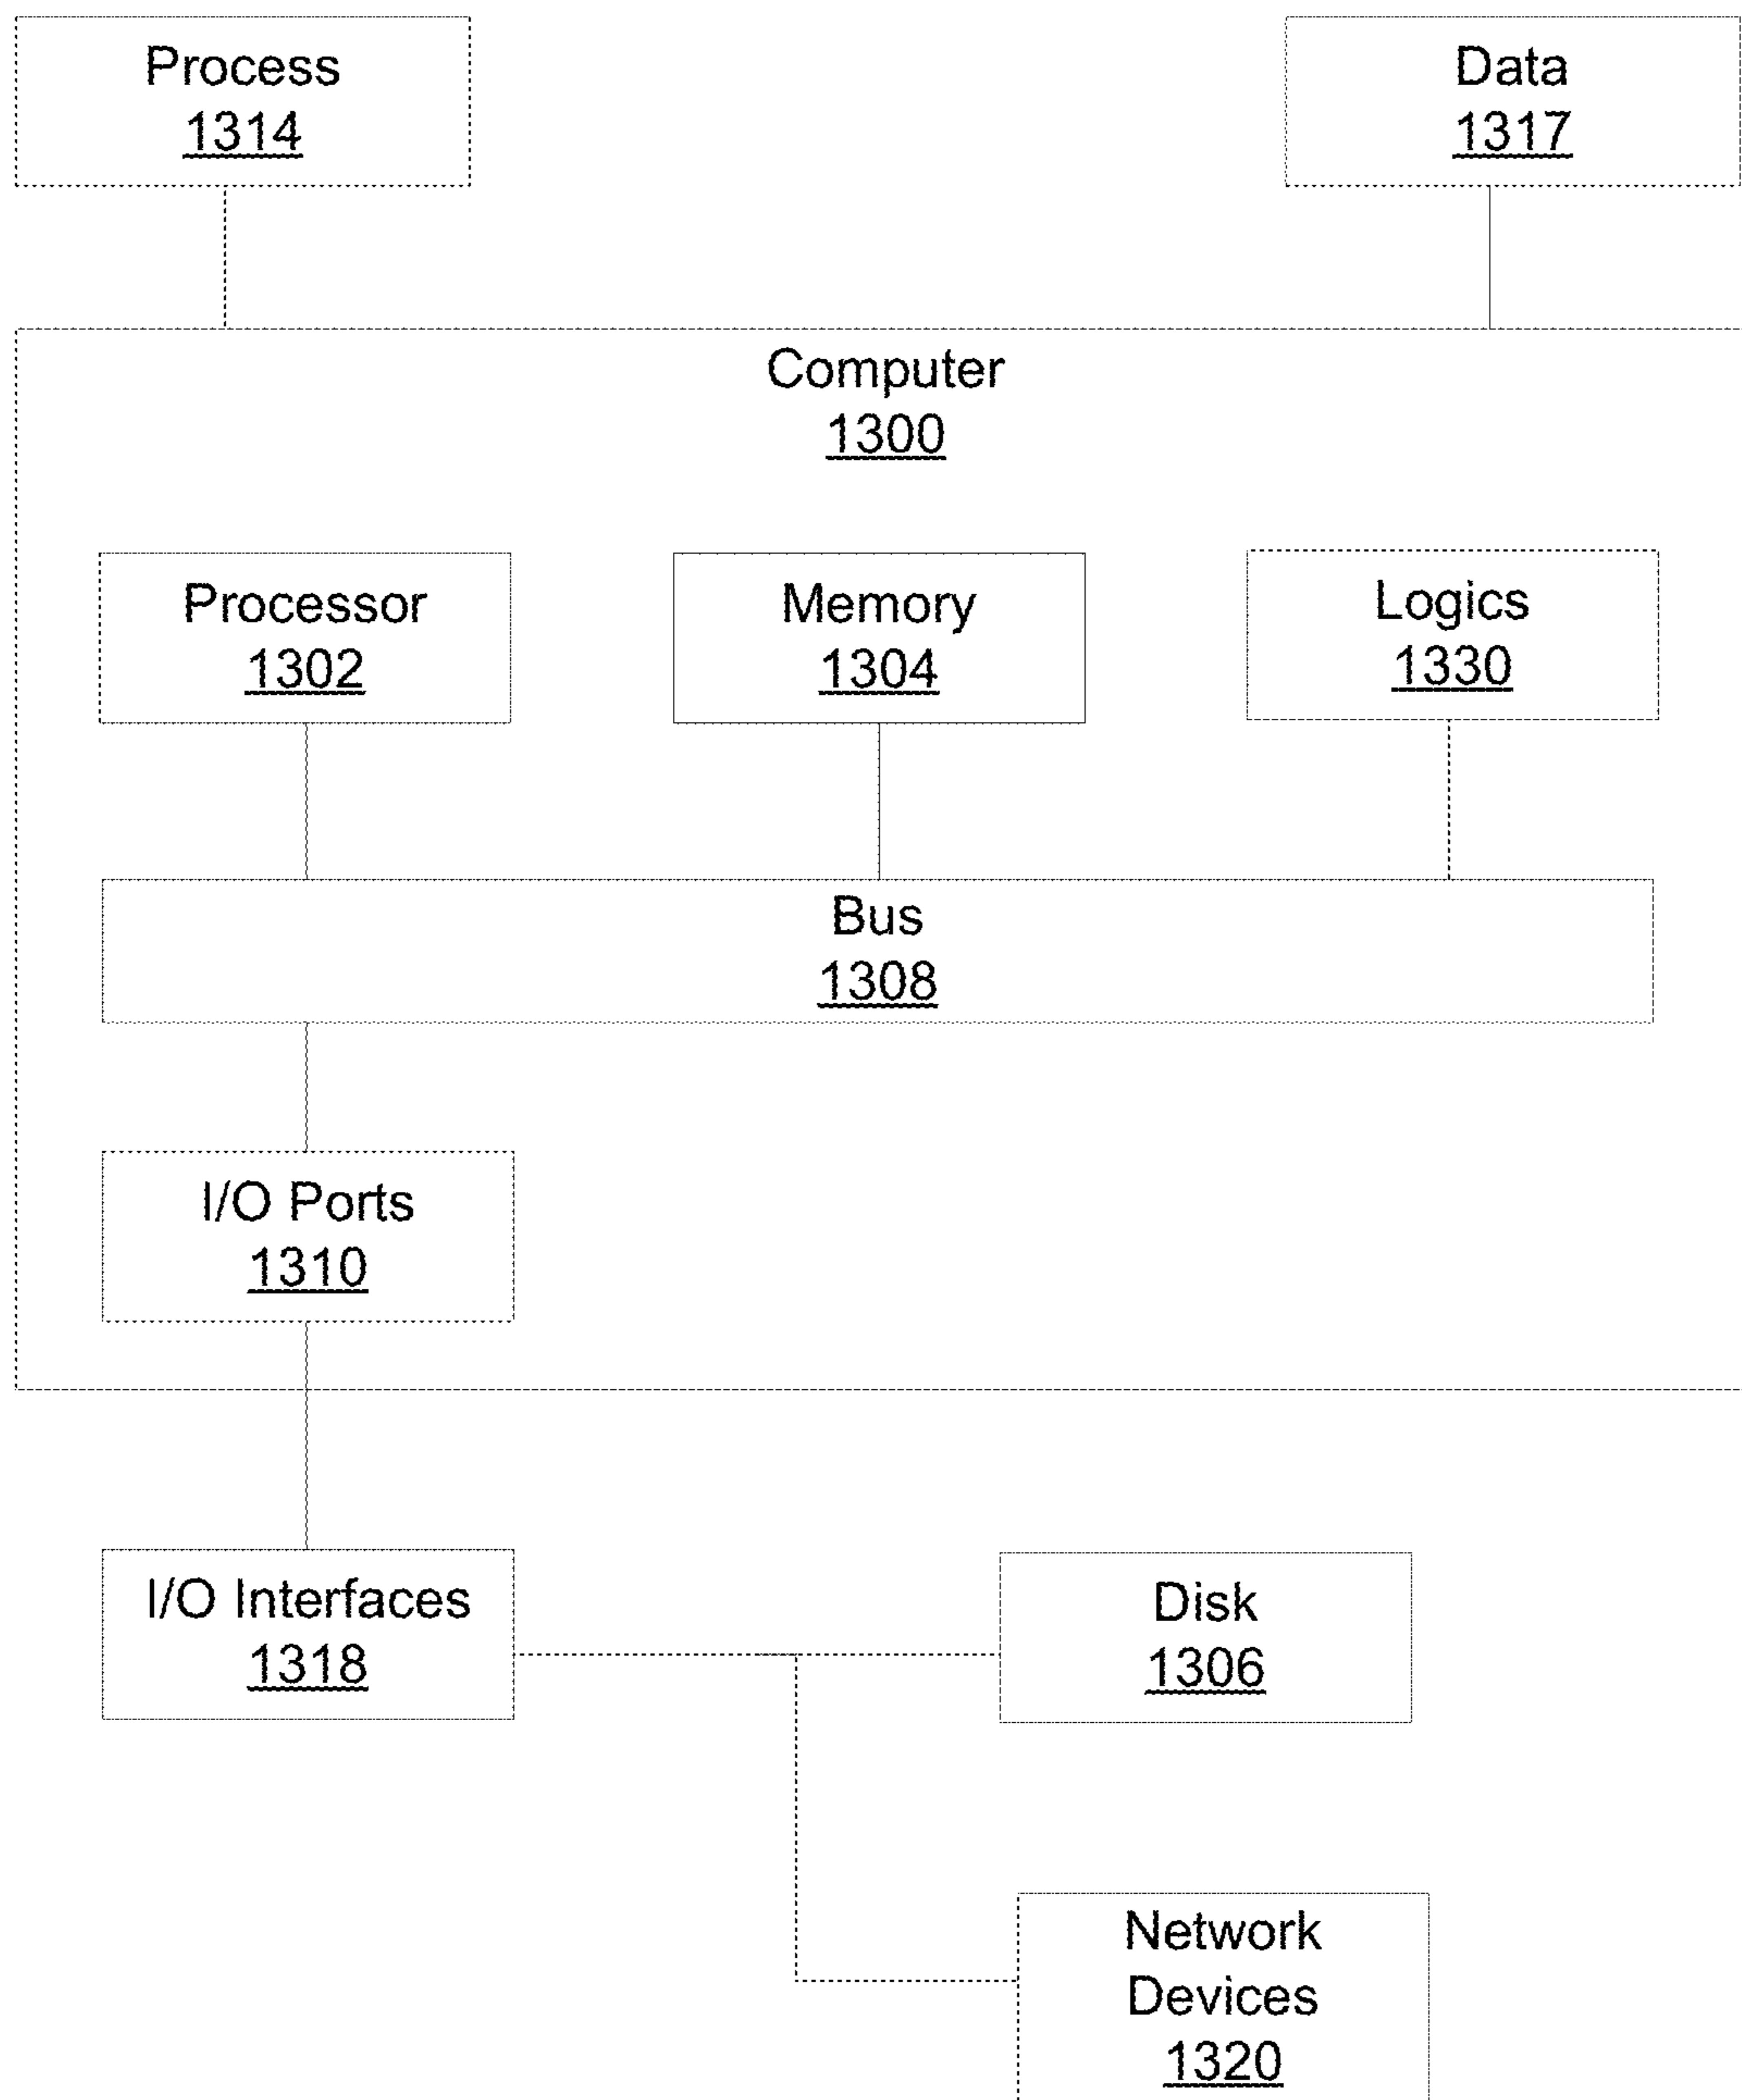 Process
1314
Data
1317
Computer
1300
Processor
1302
Memory
1304
Logics
1330
Bus
1308
I/O Ports
1310
I/O Interfaces
1318
Disk
1306
Network
Devices
1320